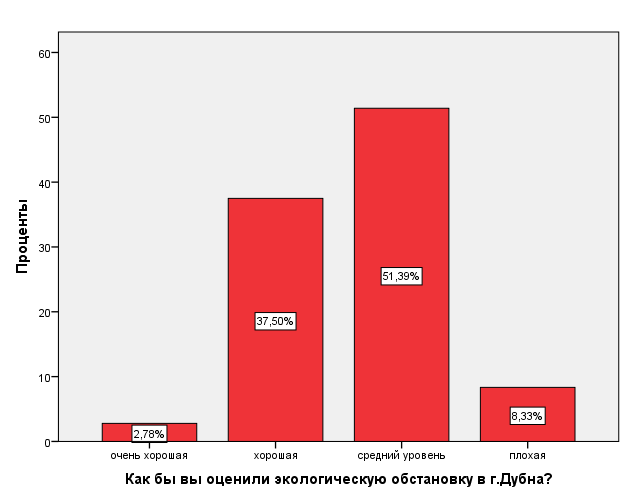 Проценты
60
50
40
30
20
10
0
2,78%
37,50%
51,39%
8,33%
очень хорошая
хорошая
средний уровень
плохая
Как бы вы оценили экологическую обстановку в г.Дубна?